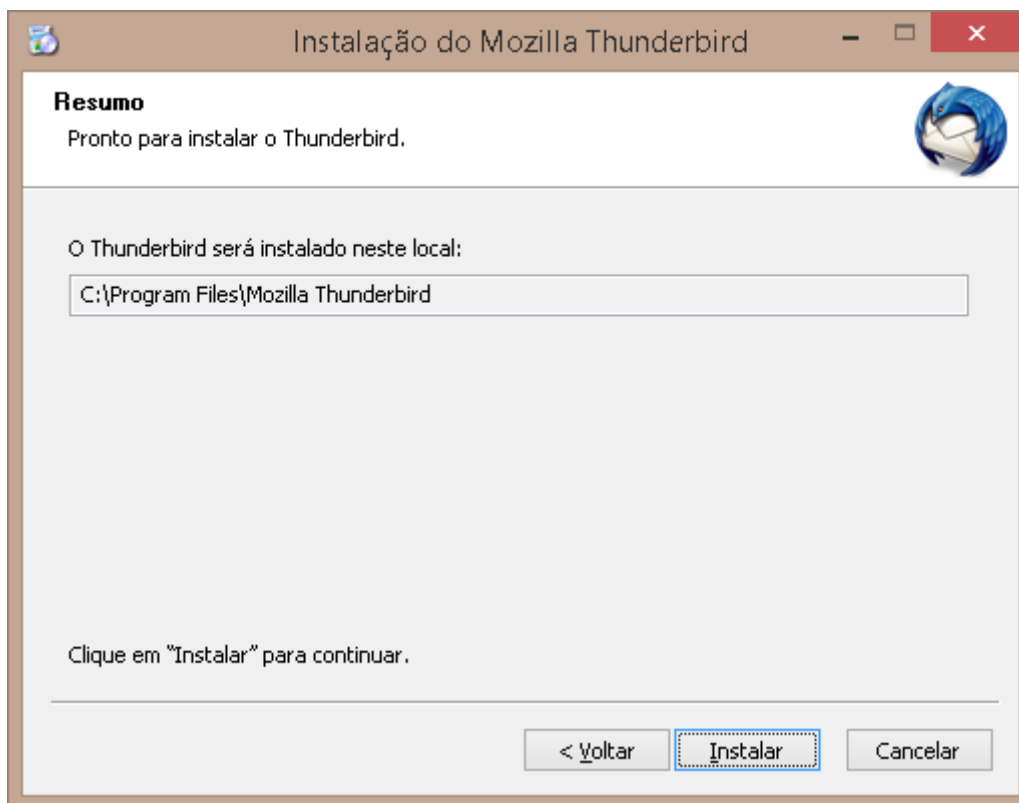 Instalação do Mozilla Thunderbird
Resumo
Pronto para instalar o Thunderbird.
O Thunderbird será instalado neste local:
C:\Program Files\Mozilla Thunderbird
Clique em "Instalar" para continuar.
< Voltar Instalar Cancelar